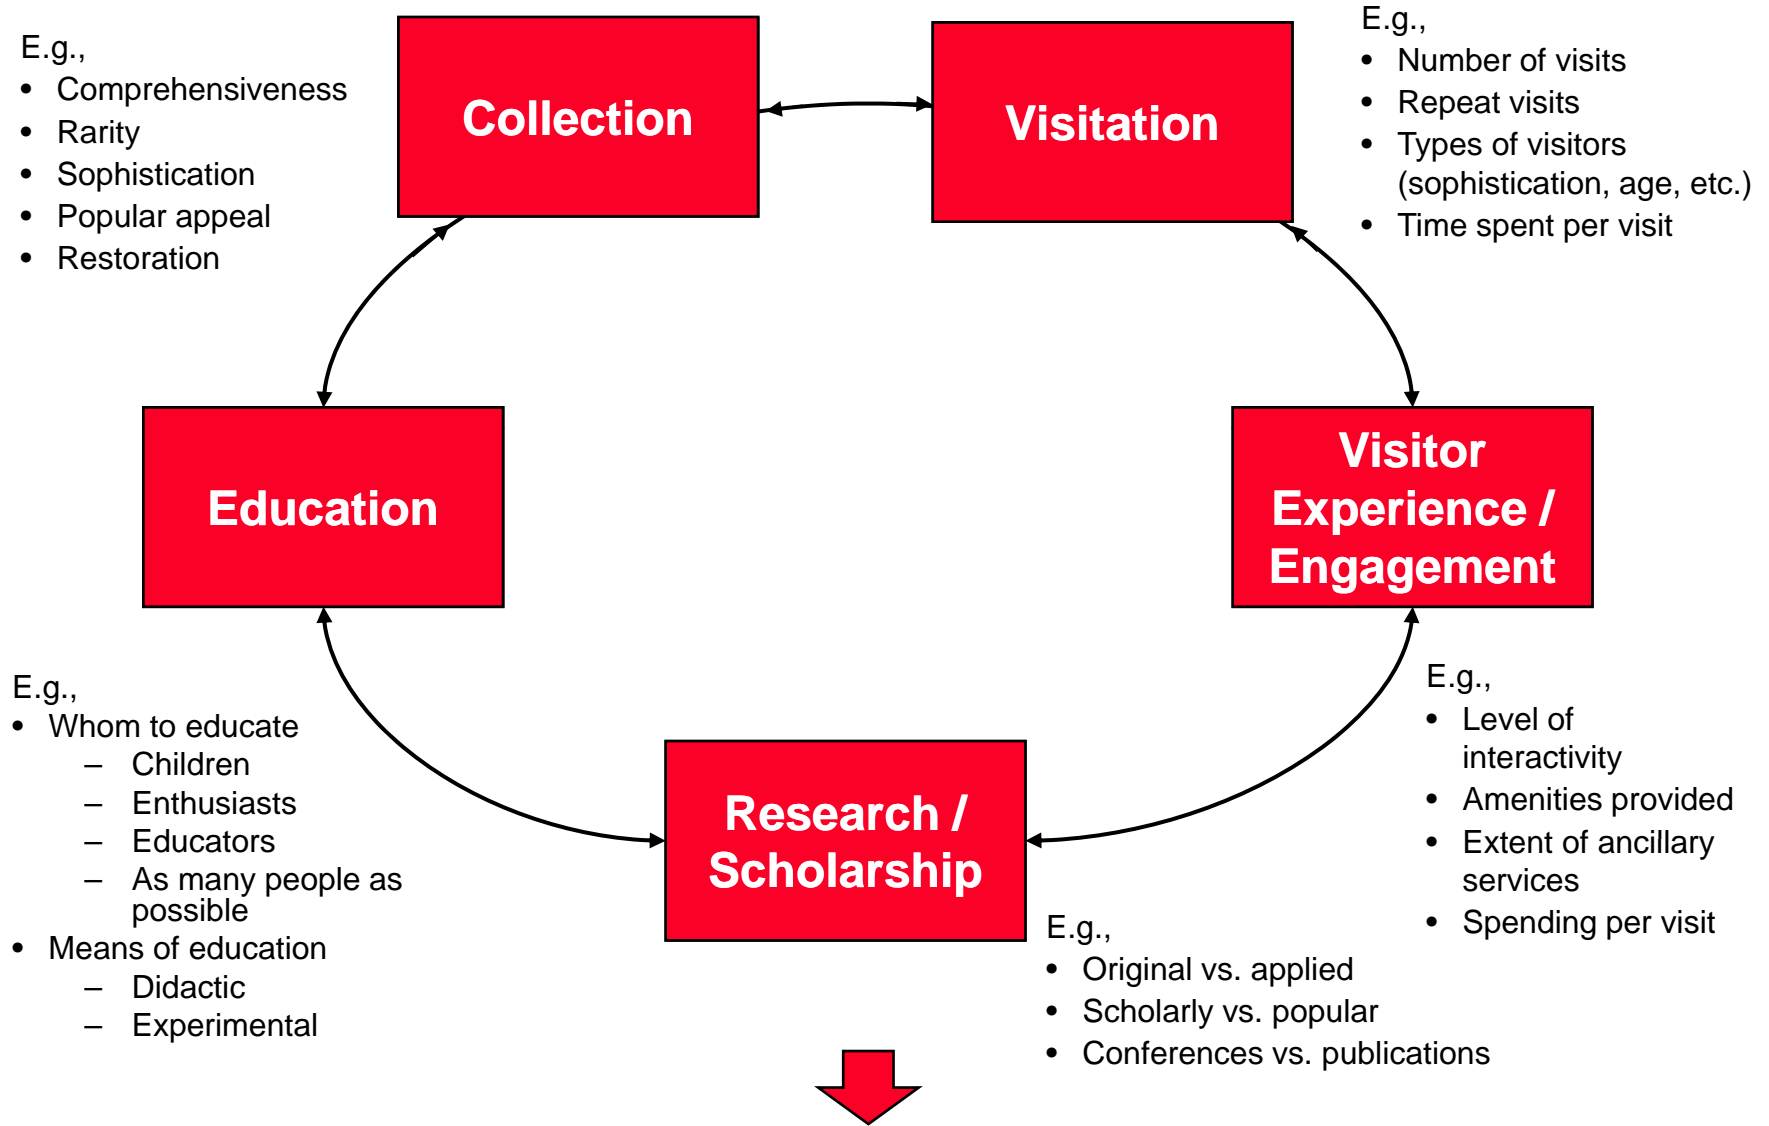 E.g.,
• Comprehensiveness
• Rarity
• Sophistication
• Popular appeal
• Restoration
Collection
Visitation
E.g.,
• Number of visits
• Repeat visits
• Types of visitors
(sophistication, age, etc.)
• Time spent per visit
Education
Visitor
Experience /
Engagement
E.g.,
• Whom to educate
– Children
– Enthusiasts
– Educators
– As many people as
possible
• Means of education
– Didactic
– Experimental
Research /
Scholarship
E.g.,
• Level of
interactivity
• Amenities provided
• Extent of ancillary
services
• Spending per visit
E.g.,
• Original vs. applied
• Scholarly vs. popular
• Conferences vs. publications